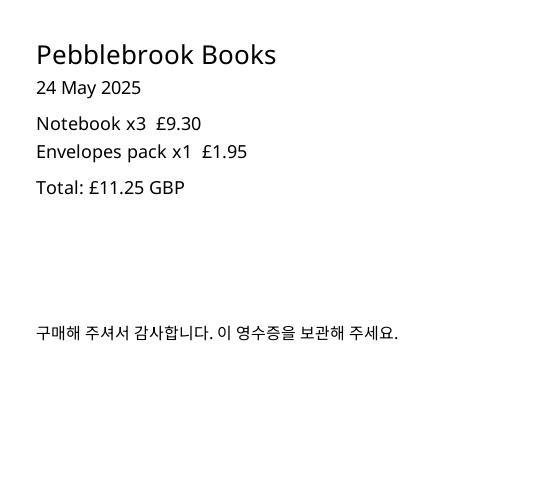 Pebblebrook Books
24 May 2025
Notebook x3  £9.30
Envelopes pack x1  £1.95
Total: £11.25 GBP
구매해 주셔서 감사합니다. 이 영수증을 보관해 주세요.